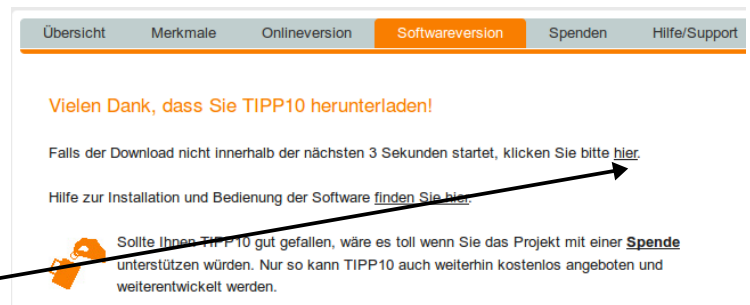 Übersicht Merkmale Onlineversion Softwareversion Spenden Hilfe/Support
Vielen Dank, dass Sie TIPP10 herunterladen!
Falls der Download nicht innerhalb der nächsten 3 Sekunden startet, klicken Sie bitte hier.
Hilfe zur Installation und Bedienung der Software finden Sie hier.
Sollte Ihnen TIPP10 gut gefallen, wäre es toll wenn Sie das Projekt mit einer Spende
unterstützen würden. Nur so kann TIPP10 auch weiterhin kostenlos angeboten und
weiterentwickelt werden.